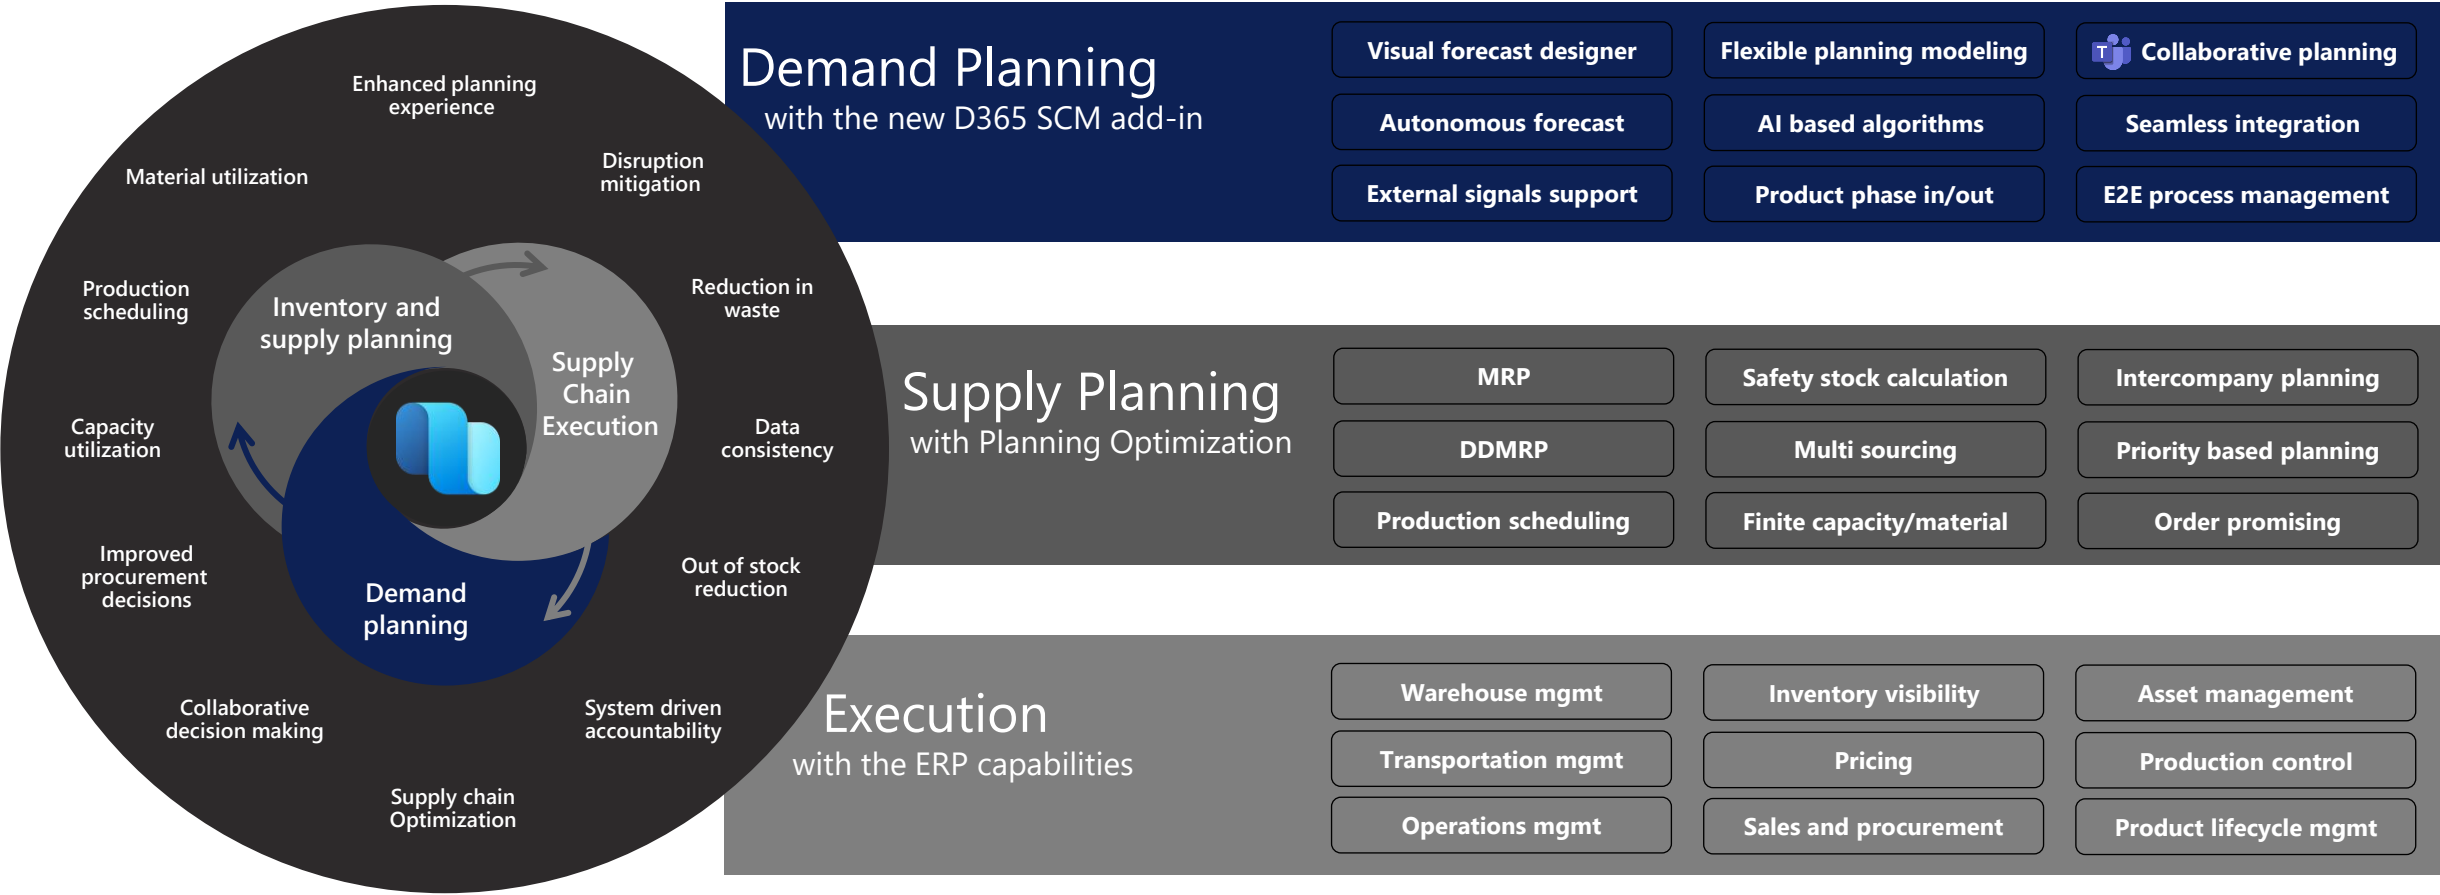 Enhanced planning
experience
Material utilization
Disruption
mitigation
Production
scheduling
Reduction in
waste
Inventory and
supply planning
Supply
Chain
Execution
Capacity
utilization
Data
consistency
Improved
procurement
decisions
Out of stock
reduction
Demand
planning
Collaborative
decision making
System driven
accountability
Supply chain
Optimization
Demand Planning
with the new D365 SCM add-in
Visual forecast designer
Flexible planning modeling
T
Collaborative planning
Autonomous forecast
AI based algorithms
Seamless integration
External signals support
Product phase in/out
E2E process management
Supply Planning
with Planning Optimization
MRP
Safety stock calculation
Intercompany planning
DDMRP
Multi sourcing
Priority based planning
Production scheduling
Finite capacity/material
Order promising
Execution
with the ERP capabilities
Warehouse mgmt
Inventory visibility
Asset management
Transportation mgmt
Pricing
Production control
Operations mgmt
Sales and procurement
Product lifecycle mgmt